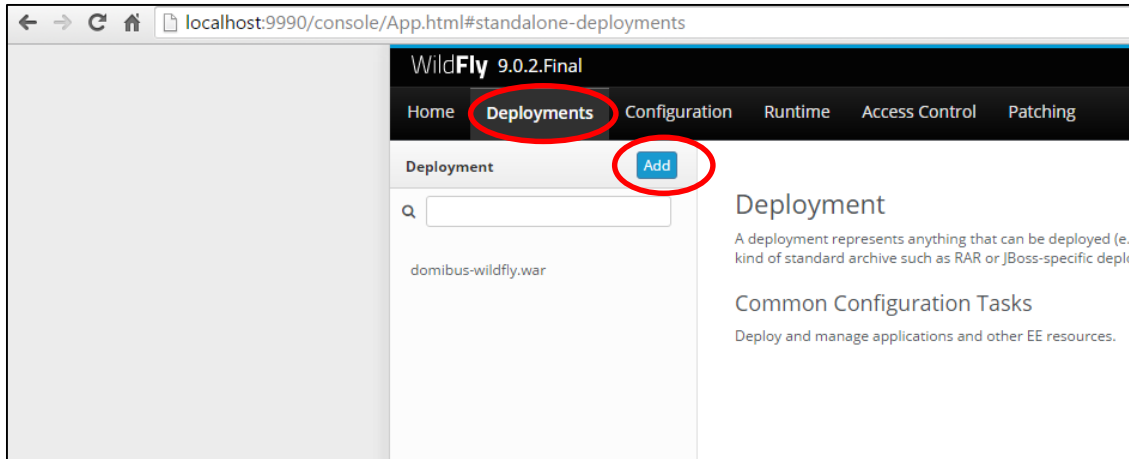 localhost:9990/console/App.html#standalone-deployments
WildFly 9.0.2.Final
Home Deployments Configuration Runtime Access Control Patching
Deployment Add
Deployment
A deployment represents anything that can be deployed (e.
kind of standard archive such as RAR or JBoss-specific deplo
domibus-wildfly.war
Common Configuration Tasks
Deploy and manage applications and other EE resources.